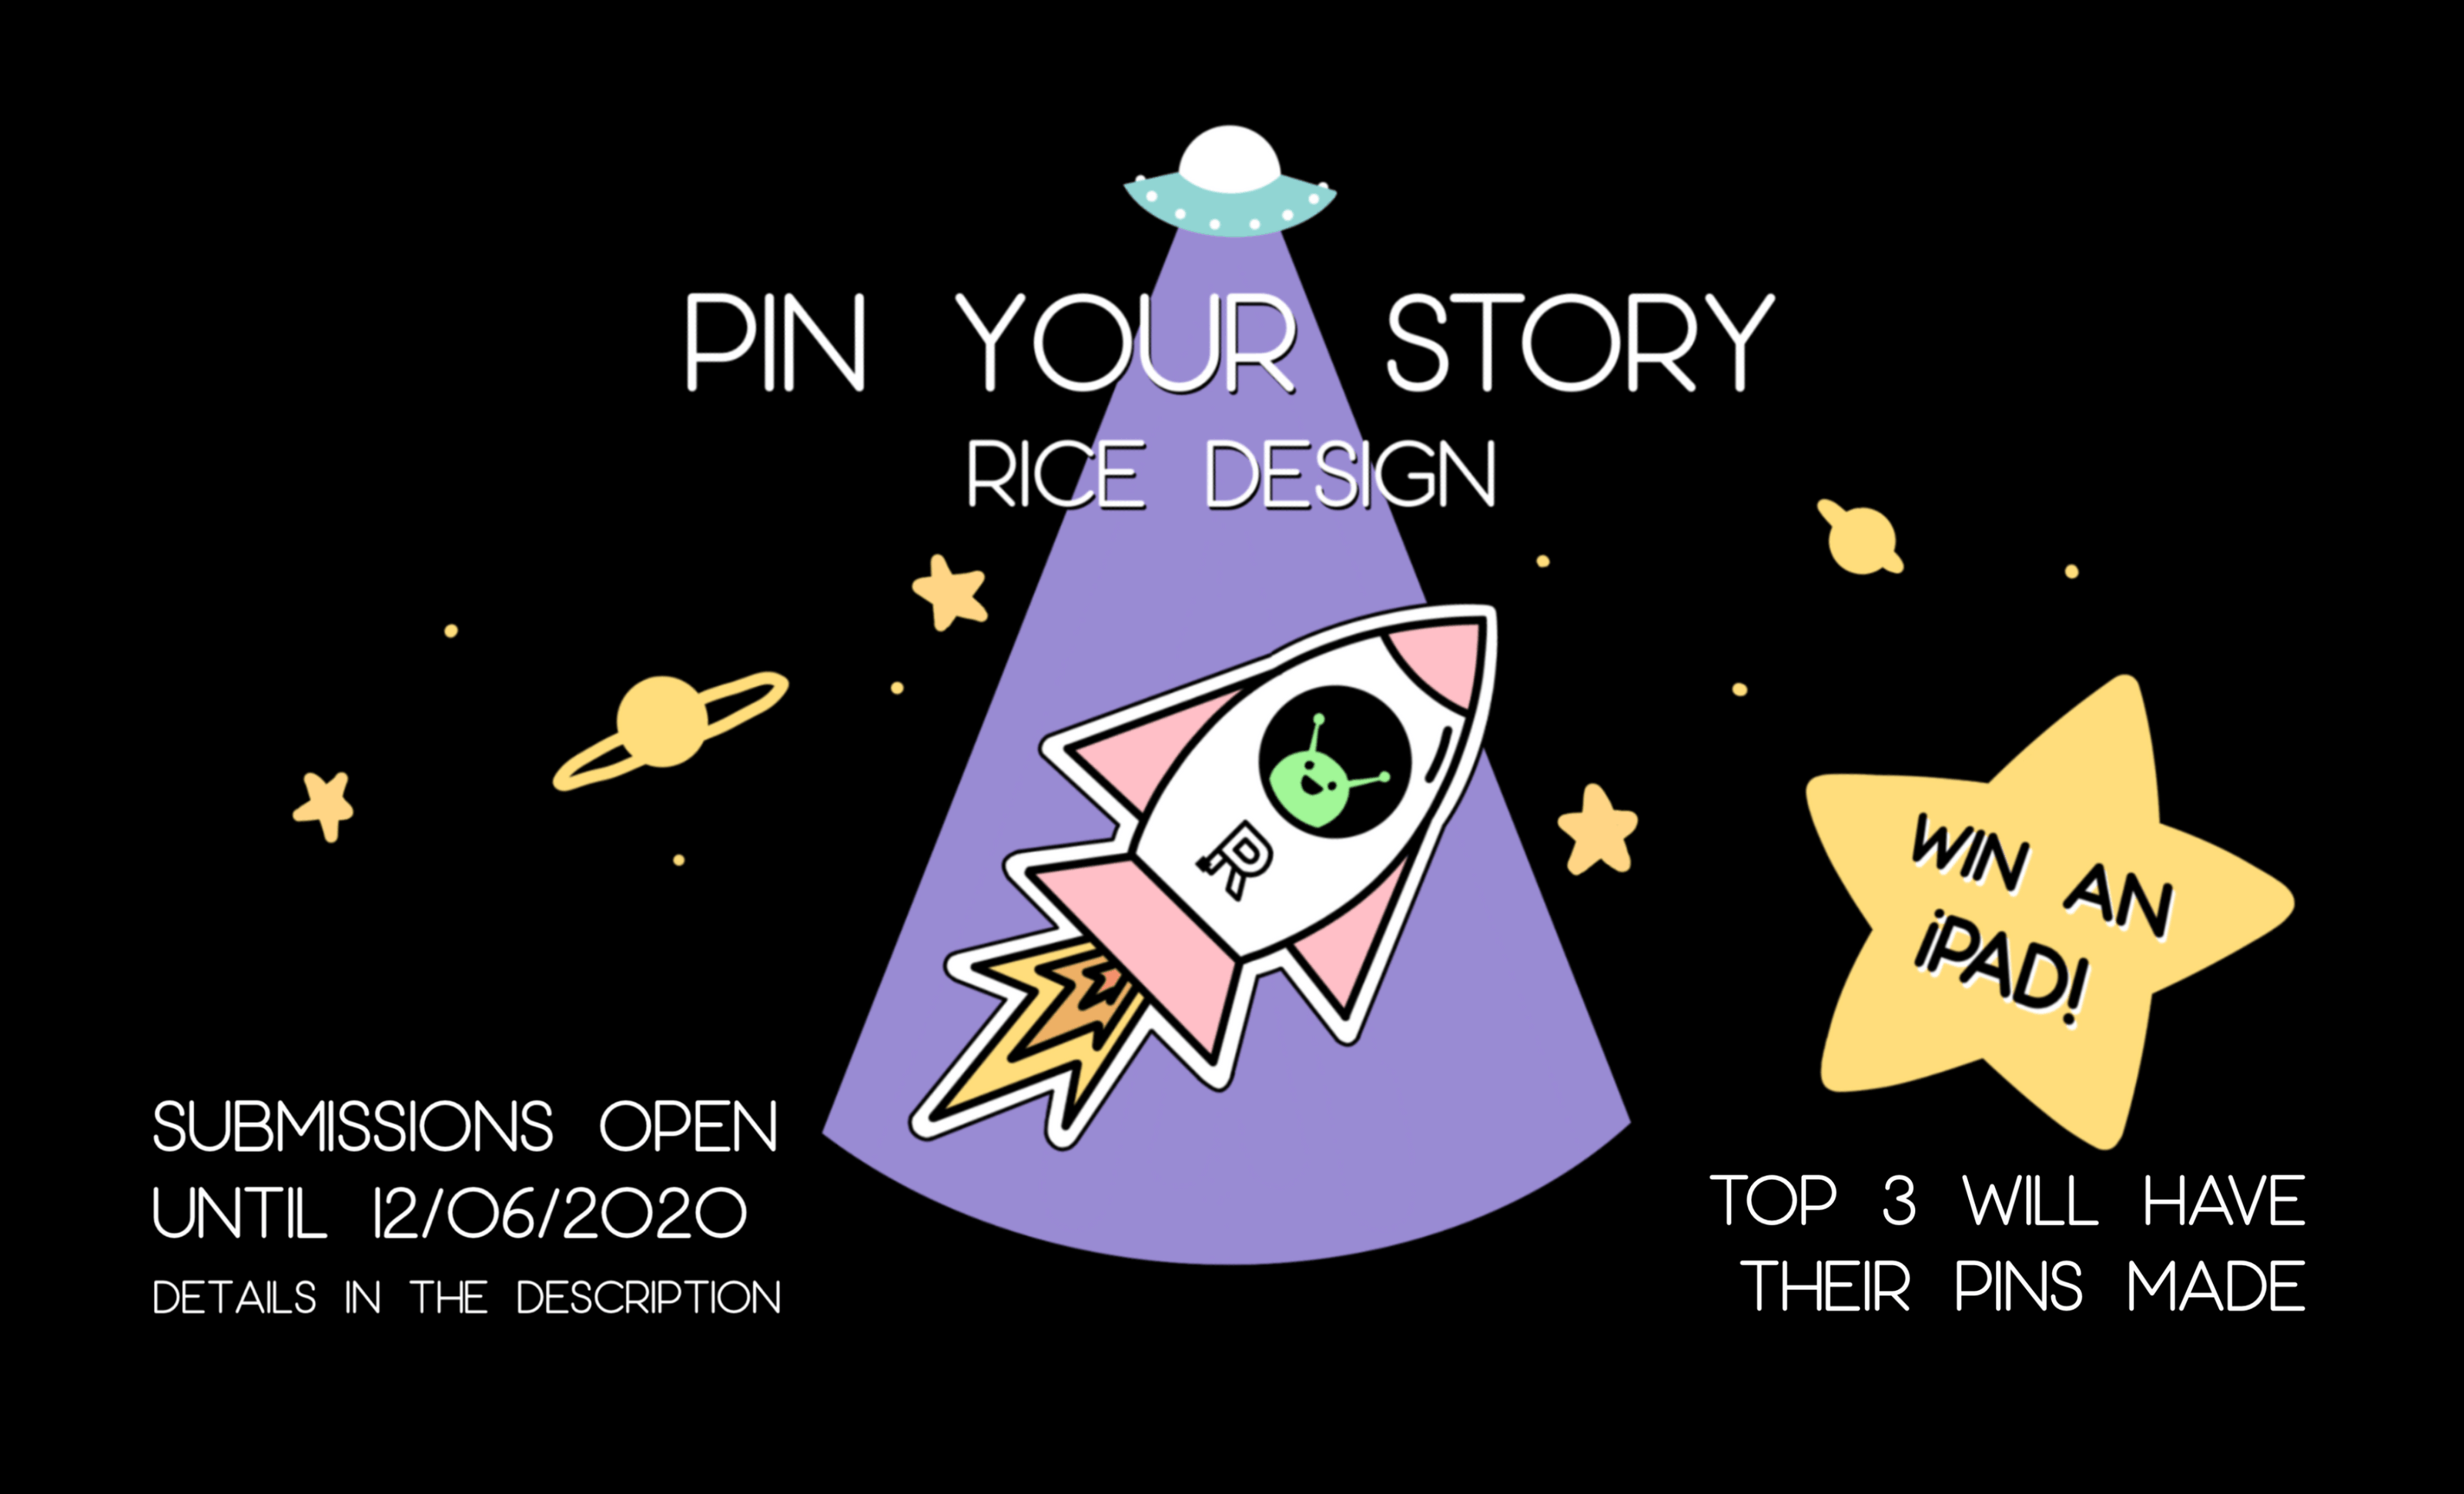 PIN YOUR STORY
RICE DESIGN
WIN AN
iPAD!
SUBMISSIONS OPEN
UNTIL 12/06/2020
DETAILS IN THE DESCRIPTION
TOP 3 WILL HAVE
THEIR PINS MADE